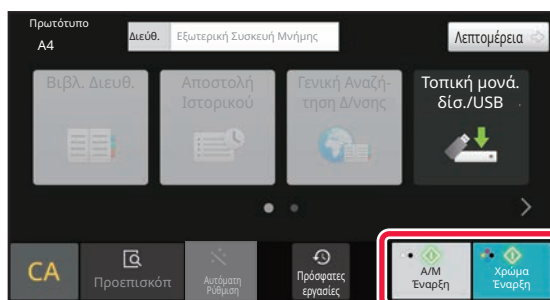 Πρωτότυπο
A4
Διεύθ.
Εξωτερική Συσκευή Μνήμης
Λεπτομέρεια
Βιβλ. Διευθ.
Αποστολή
Ιστορικού
Γενική Αναζή-
τηση Δ/νσης
Τοπική μονά.
δίσ./USB
CA
Προεπισκόπ
Αυτόματη
Ρύθμιση
Πρόσφατες
εργασίες
Α/Μ
Έναρξη
Χρώμα
Έναρξη